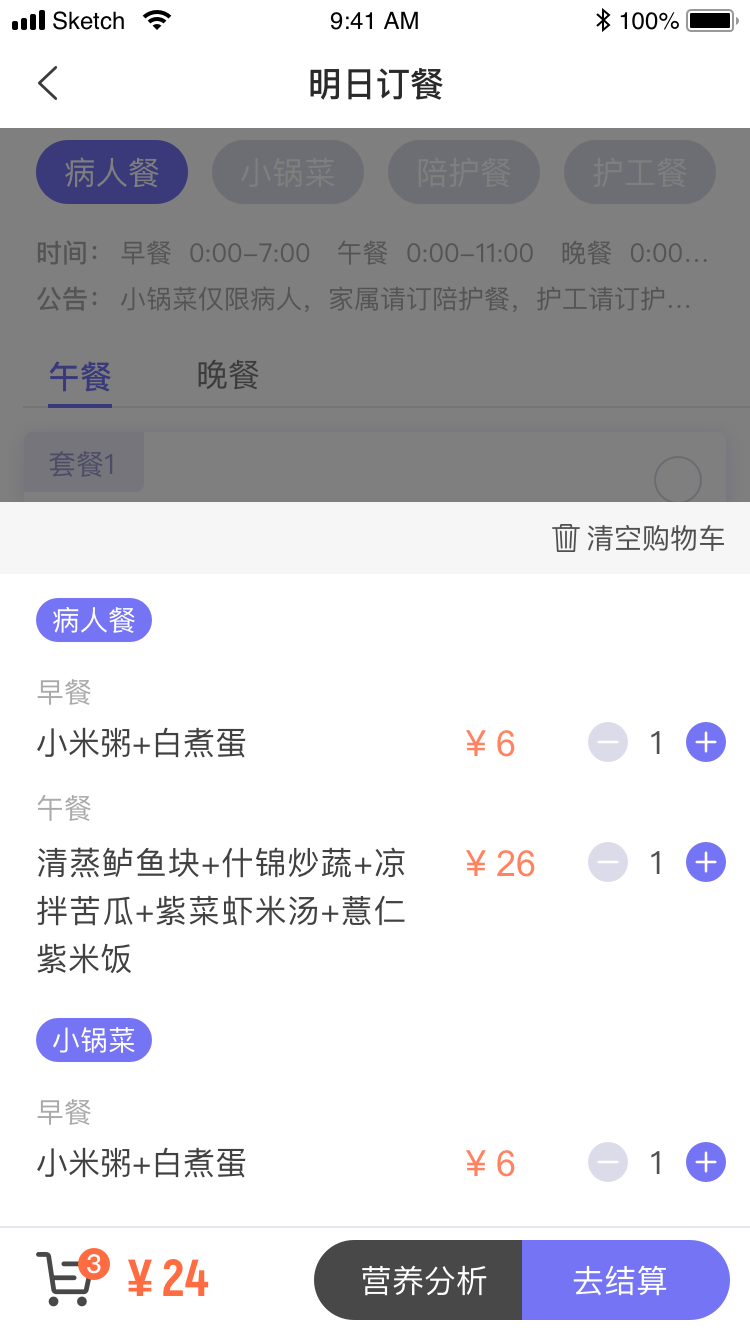 Sketch 9:41 AM 100%
明日订餐
病人餐 小锅菜 陪护餐 护工餐
时间： 早餐 0:00-7:00 午餐 0:00-11:00 晚餐 0:00...
公告： 小锅菜仅限病人，家属请订陪护餐，护工请订护...
午餐 晚餐
套餐1
清空购物车
病人餐
早餐
小米粥+白煮蛋 ¥ 6 1
午餐
清蒸鲈鱼块+什锦炒蔬+凉 ¥ 26 1
拌苦瓜+紫菜虾米汤+薏仁
紫米饭
小锅菜
早餐
小米粥+白煮蛋 ¥ 6 1
3 ¥ 24 营养分析 去结算